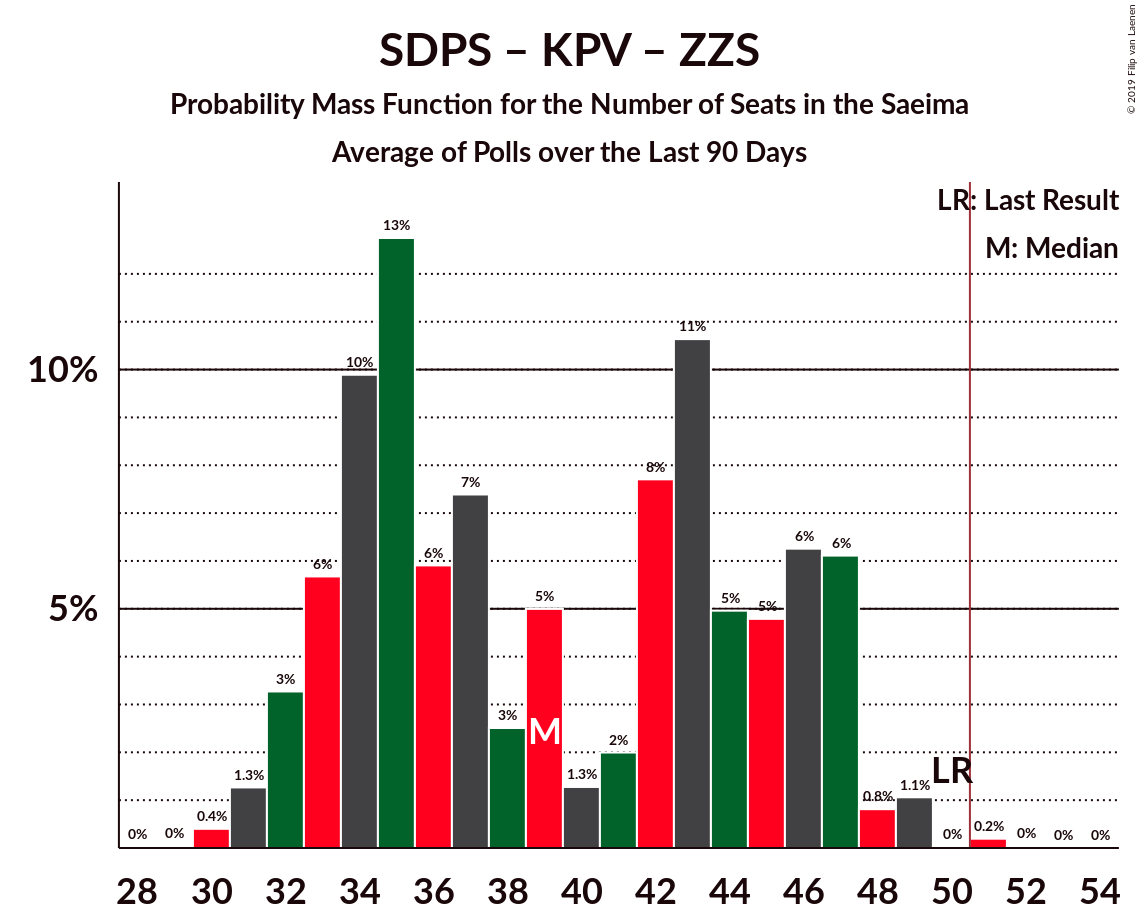 SDPS – KPV – ZZS
Probability Mass Function for the Number of Seats in the Saeima
Average of Polls over the Last 90 Days
© 2019 Filip van Laenen
LR: Last Result
M: Median
10%
5%
0% 0% 0.4% 1.3% 3% 6% 10% 13% 6% 7% 3% 5% 1.3% 2% 8% 11% 5% 5% 6% 6% 0.8% 1.1% 0% 0.2% 0% 0% 0%
M
LR
28 30 32 34 36 38 40 42 44 46 48 50 52 54